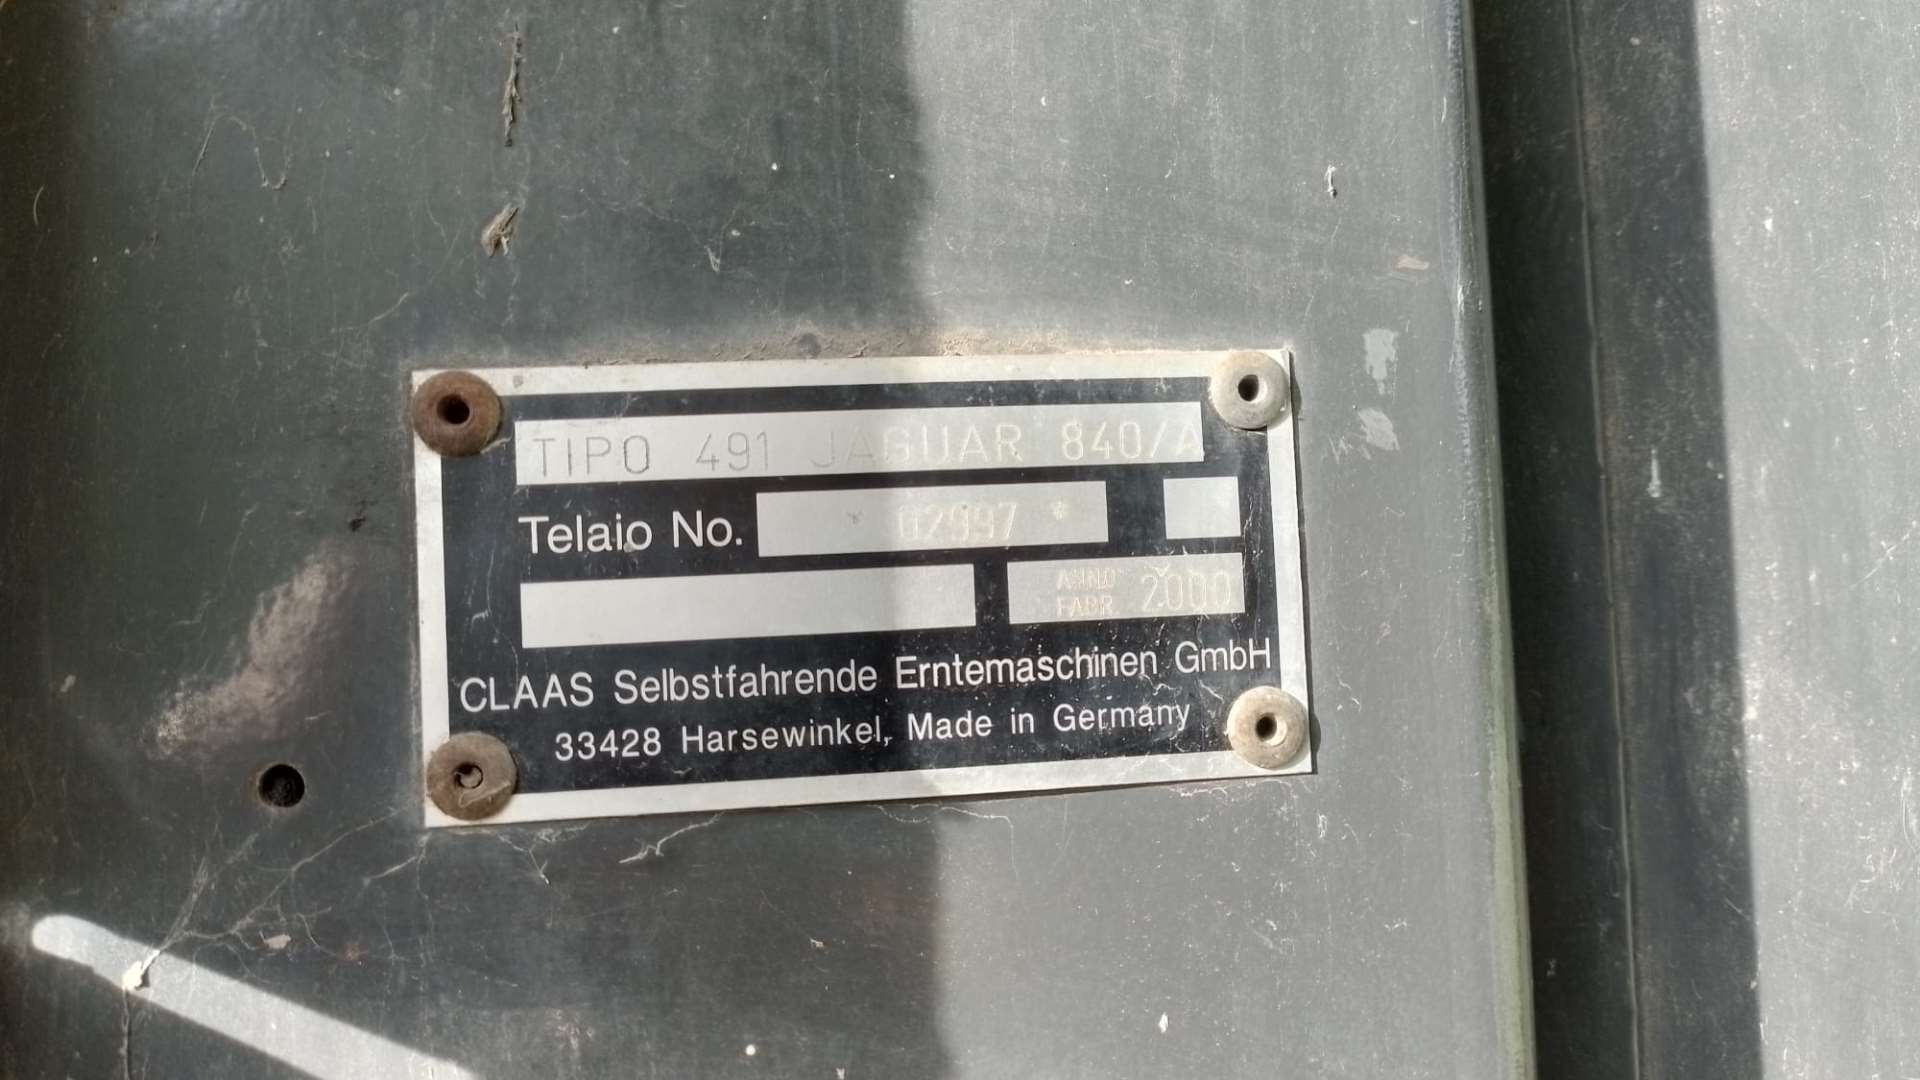 TIPO 491 JAGUAR 840/A
Telaio No. * 02997 *
ANNO FABR. 2000
CLAAS Selbstfahrende Erntemaschinen GmbH
33428 Harsewinkel, Made in Germany